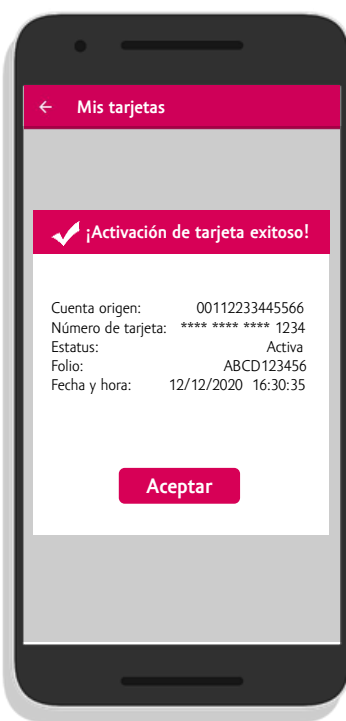 Mis tarjetas
¡Activación de tarjeta exitoso!
Cuenta origen: 00112233445566
Número de tarjeta: **** **** **** 1234
Estatus: Activa
Folio: ABCD123456
Fecha y hora: 12/12/2020 16:30:35
Aceptar